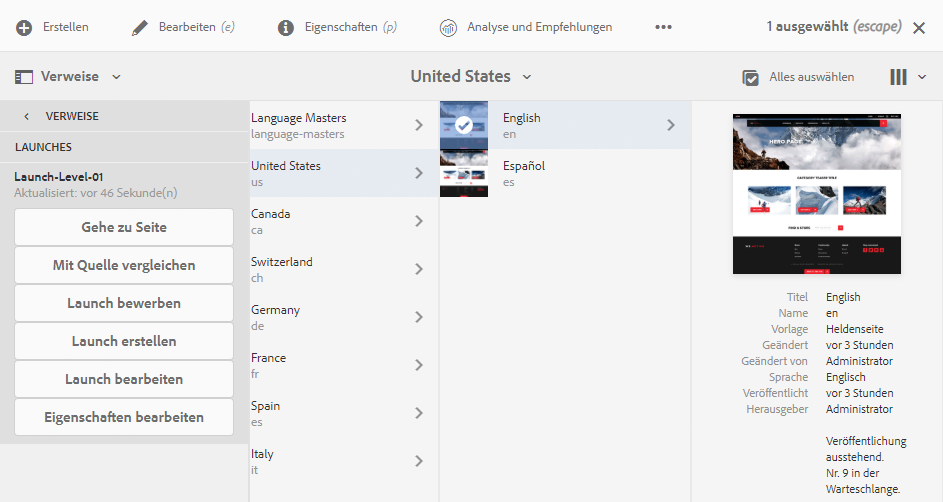 Erstellen
Bearbeiten (e)
Eigenschaften (p)
Analyse und Empfehlungen
•••
1 ausgewählt (escape)
Verweise
United States
Alles auswählen
VERWEISE
LAUNCHES
Launch-Level-01
Aktualisiert: vor 46 Sekunde(n)
Gehe zu Seite
Mit Quelle vergleichen
Launch bewerben
Launch erstellen
Launch bearbeiten
Eigenschaften bearbeiten
Language Masters
language-masters
United States
us
Canada
ca
Switzerland
ch
Germany
de
France
fr
Spain
es
Italy
it
English
en
Español
es
HERO PAGE
Titel English
Name en
Vorlage Heldenseite
Geändert vor 3 Stunden
Geändert von Administrator
Sprache Englisch
Veröffentlicht vor 3 Stunden
Herausgeber Administrator
Veröffentlichung
ausstehend.
Nr. 9 in der
Warteschlange.